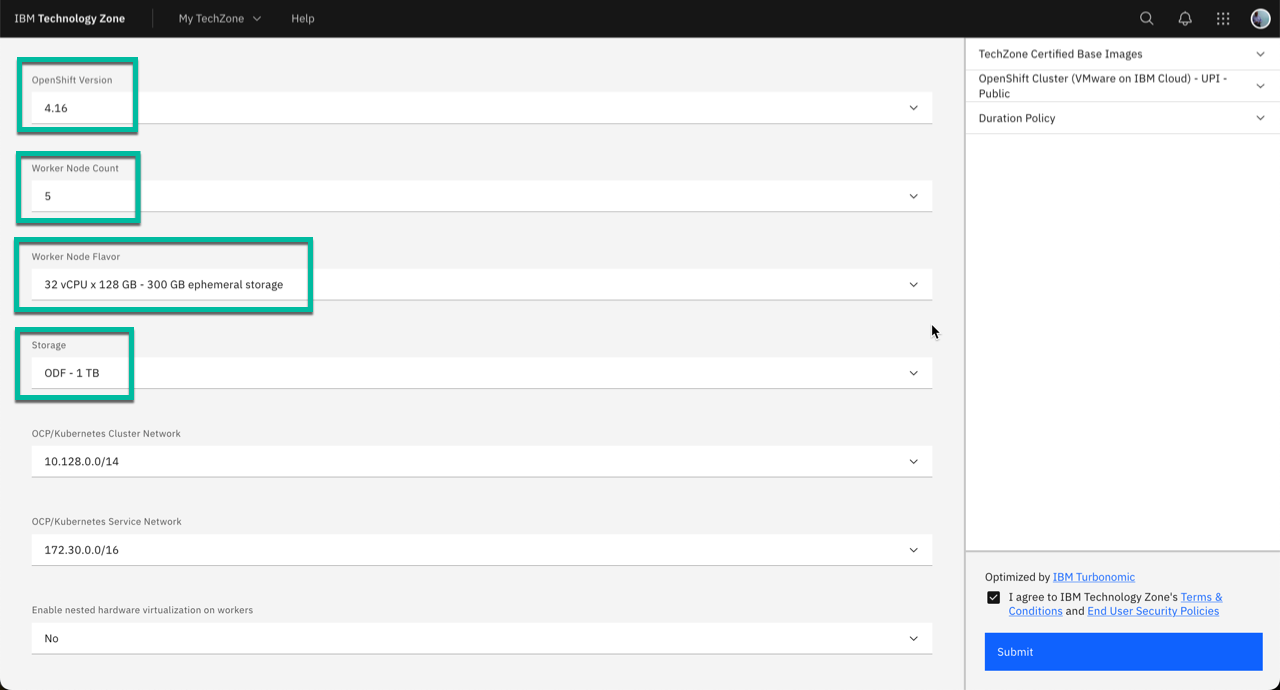 IBM Technology Zone
My TechZone
Help
OpenShift Version
4.16
Worker Node Count
5
Worker Node Flavor
32 vCPU x 128 GB - 300 GB ephemeral storage
Storage
ODF - 1 TB
OCP/Kubernetes Cluster Network
10.128.0.0/14
OCP/Kubernetes Service Network
172.30.0.0/16
Enable nested hardware virtualization on workers
No
TechZone Certified Base Images
OpenShift Cluster (VMware on IBM Cloud) - UPI -
Public
Duration Policy
Optimized by IBM Turbonomic
I agree to IBM Technology Zone's Terms &
Conditions and End User Security Policies
Submit